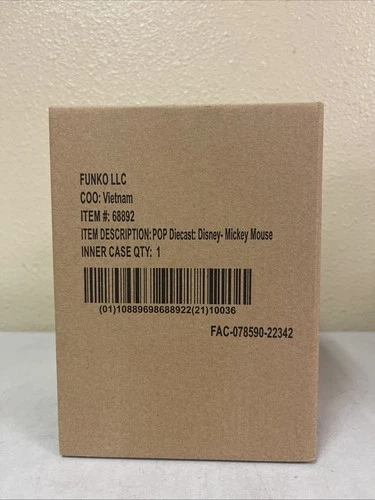 FUNKO LLC
COO: Vietnam
ITEM #: 68892
ITEM DESCRIPTION: POP Diecast: Disney- Mickey Mouse
INNER CASE QTY: 1
(01)10889698688922(21)10036
FAC-078590-22342